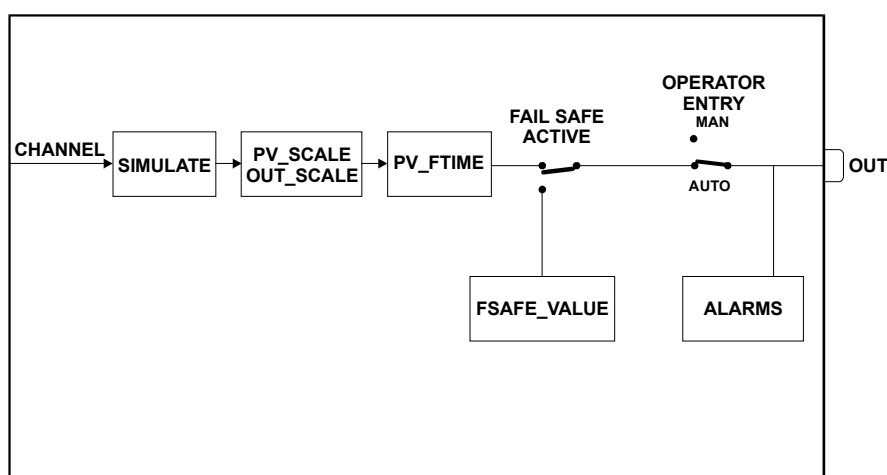 OPERATOR
ENTRY
MAN
FAIL SAFE
ACTIVE
CHANNEL
SIMULATE
PV_SCALE
OUT_SCALE
PV_FTIME
OUT
AUTO
FSAFE_VALUE
ALARMS